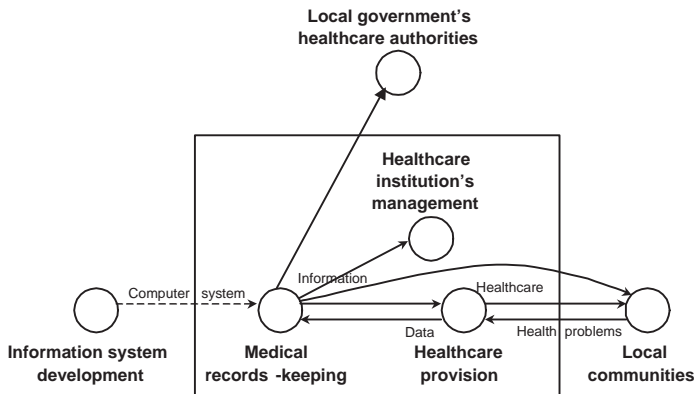 Local government's
healthcare authorities
Healthcare
institution's
management
Information
Computer system
Healthcare
Data
Health problems
Information system
development
Medical
records -keeping
Healthcare
provision
Local
communities